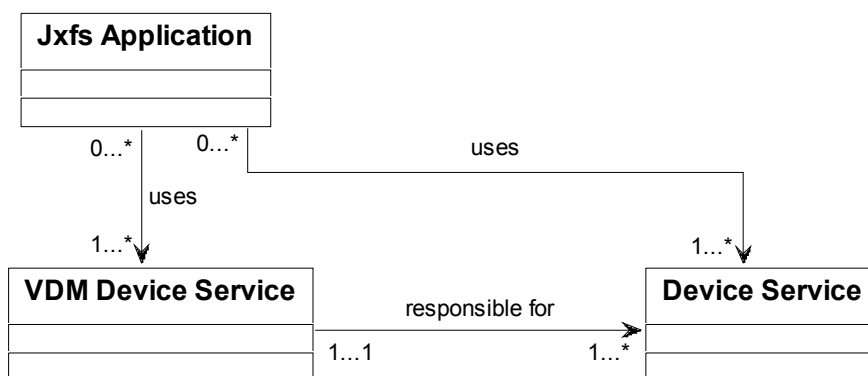 Jxfs Application
0...*
0...*
uses
uses
1...*
1...*
VDM Device Service
Device Service
responsible for
1...1
1...*